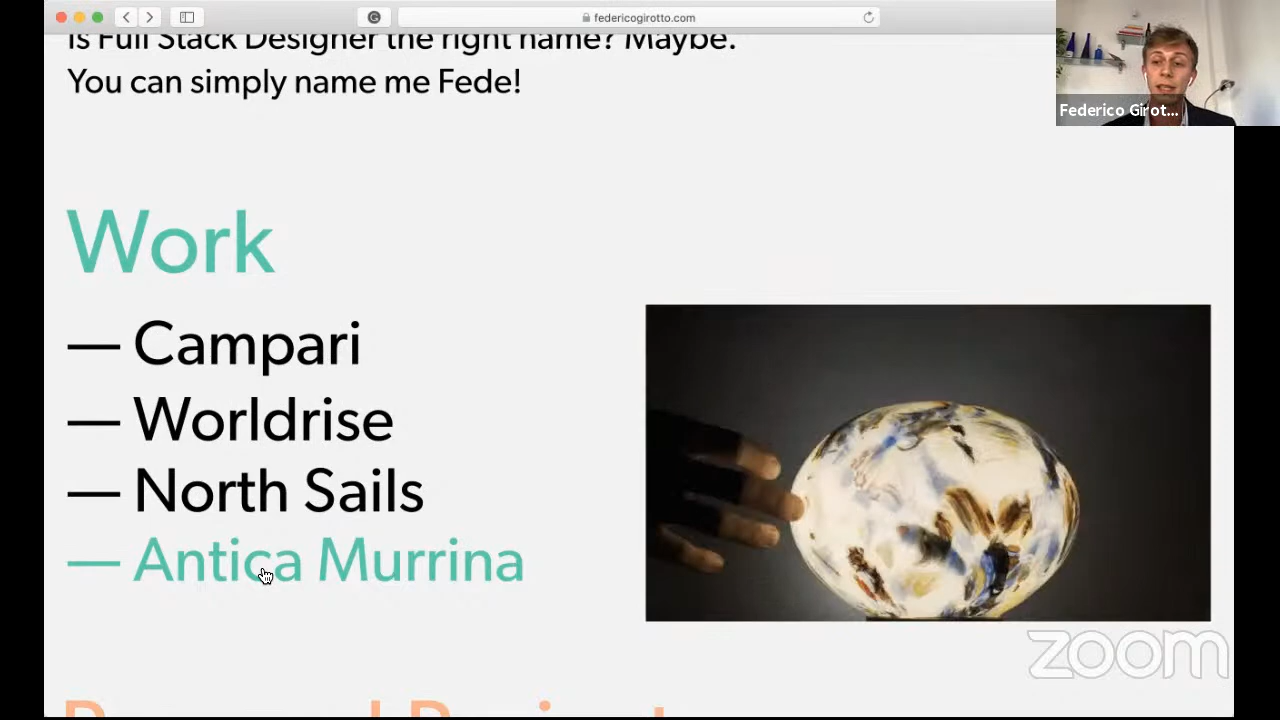 federicogirotto.com
Is Full Stack Designer the right name? Maybe.
You can simply name me Fede!
Federico Girot...
Work
— Campari
— Worldrise
— North Sails
— Antica Murrina
zoom